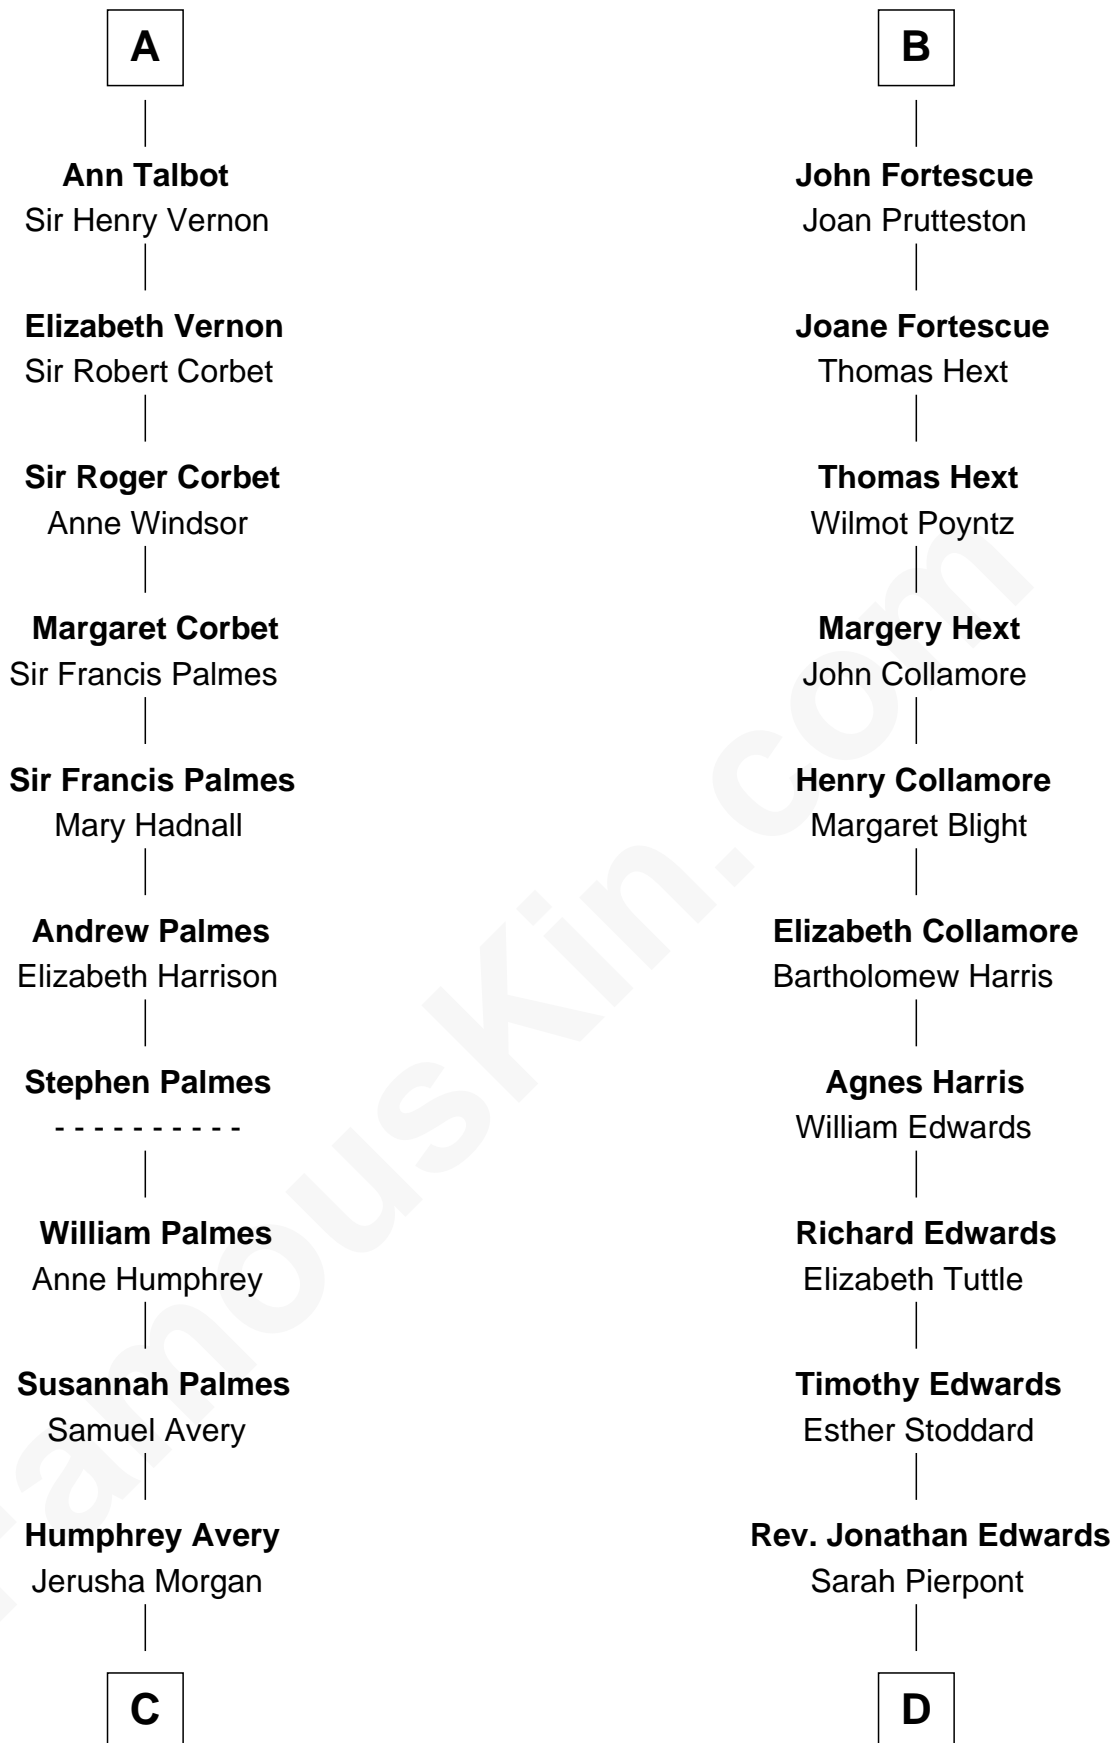 A
Ann Talbot
Sir Henry Vernon
Elizabeth Vernon
Sir Robert Corbet
Sir Roger Corbet
Anne Windsor
Margaret Corbet
Sir Francis Palmes
Sir Francis Palmes
Mary Hadnall
Andrew Palmes
Elizabeth Harrison
Stephen Palmes
- - - - - - - - - -
William Palmes
Anne Humphrey
Susannah Palmes
Samuel Avery
Humphrey Avery
Jerusha Morgan
C
B
John Fortescue
Joan Prutteston
Joane Fortescue
Thomas Hext
Thomas Hext
Wilmot Poyntz
Margery Hext
John Collamore
Henry Collamore
Margaret Blight
Elizabeth Collamore
Bartholomew Harris
Agnes Harris
William Edwards
Richard Edwards
Elizabeth Tuttle
Timothy Edwards
Esther Stoddard
Rev. Jonathan Edwards
Sarah Pierpont
D
FamousKin.com